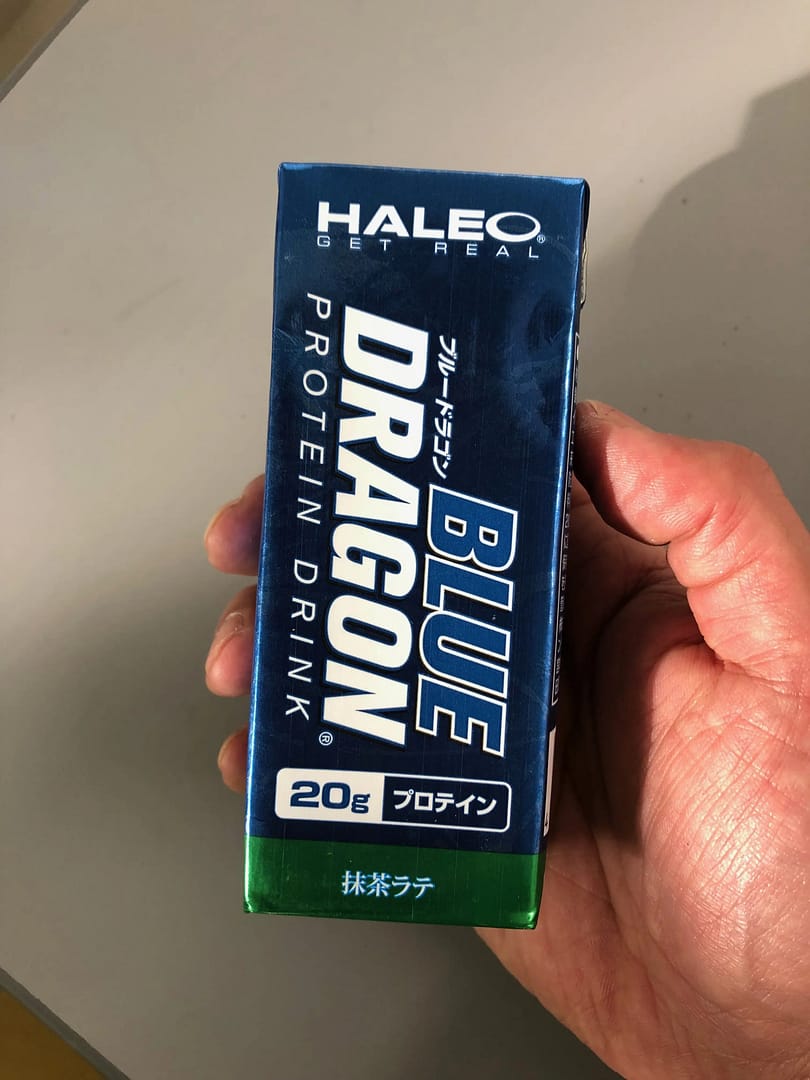 HALEO®
GET REAL
ブルードラゴン
BLUE
DRAGON®
PROTEIN DRINK
20g プロテイン
抹茶ラテ